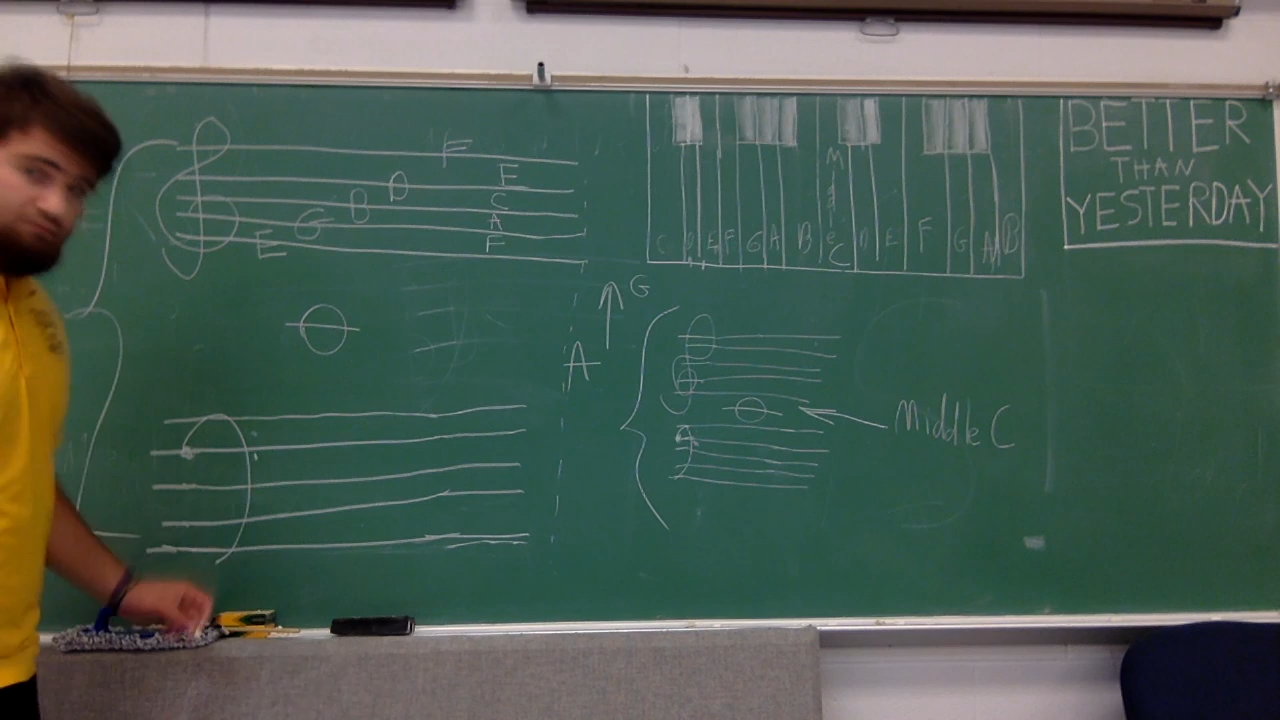 F
E
D
C
B
A
G
F
E
C D E F G A B Middle C D E F G A B
BETTER
THAN
YESTERDAY
G
A
Middle C